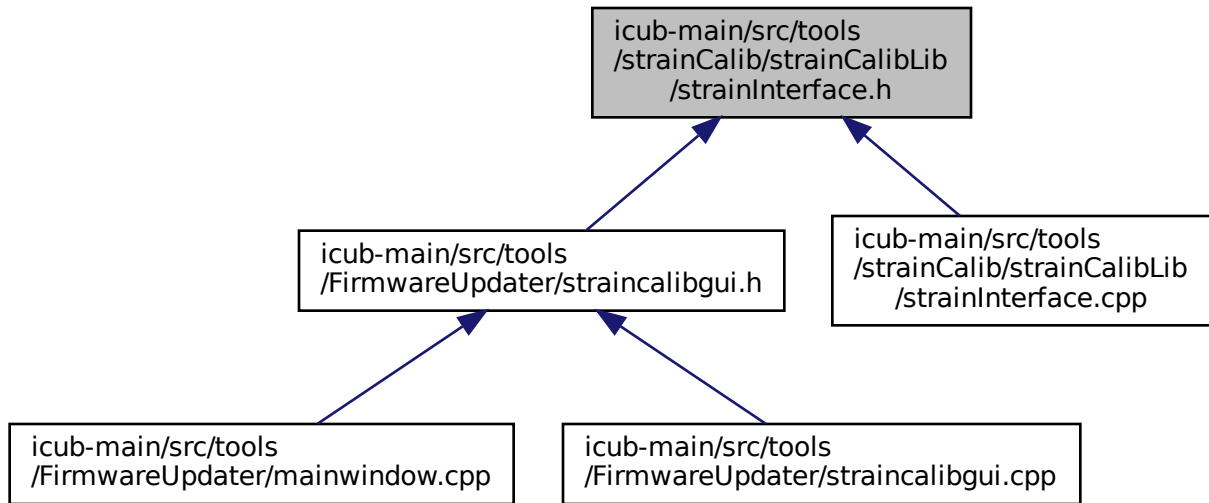 icub-main/src/tools
/strainCalib/strainCalibLib
/strainInterface.h
icub-main/src/tools
/FirmwareUpdater/straincalibgui.h
icub-main/src/tools
/strainCalib/strainCalibLib
/strainInterface.cpp
icub-main/src/tools
/FirmwareUpdater/mainwindow.cpp
icub-main/src/tools
/FirmwareUpdater/straincalibgui.cpp